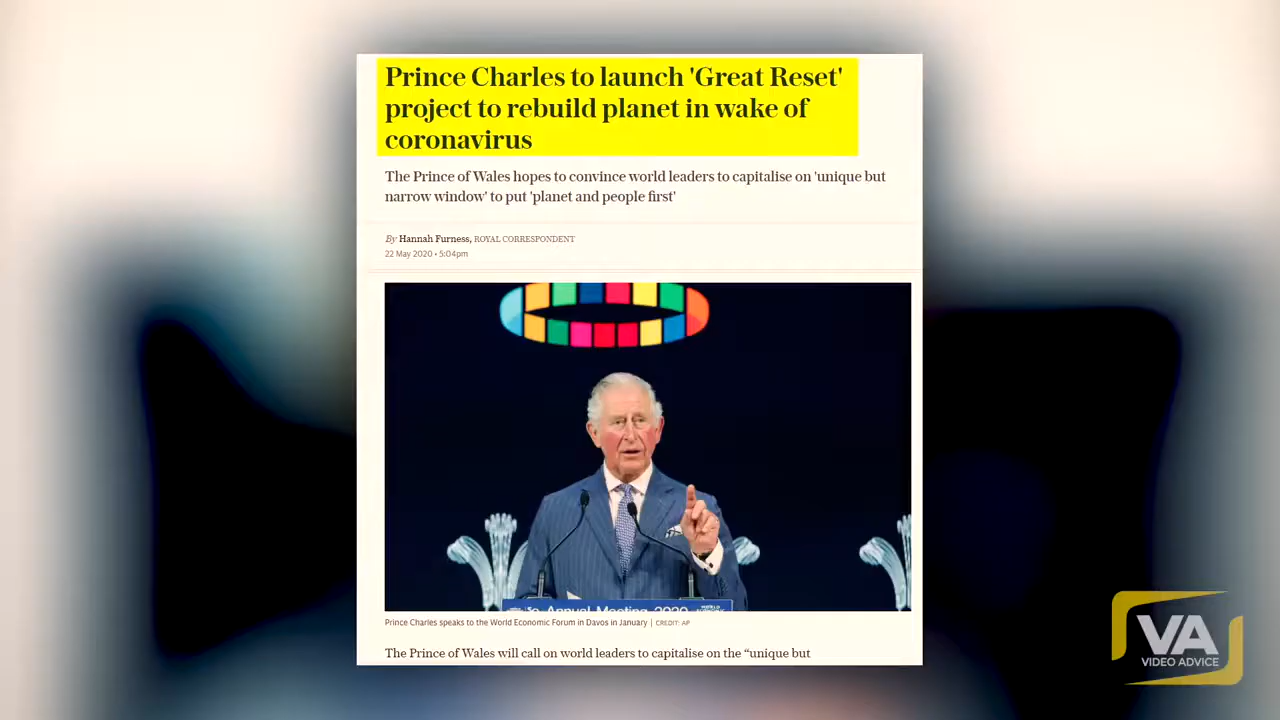 Prince Charles to launch 'Great Reset'
project to rebuild planet in wake of
coronavirus
The Prince of Wales hopes to convince world leaders to capitalise on 'unique but
narrow window' to put 'planet and people first'
By Hannah Furness, ROYAL CORRESPONDENT
22 May 2020 • 5:04pm
Annual Meeting 2020
WORLD
Prince Charles speaks to the World Economic Forum in Davos in January | CREDIT: AP
The Prince of Wales will call on world leaders to capitalise on the “unique but
VA
VIDEO ADVICE